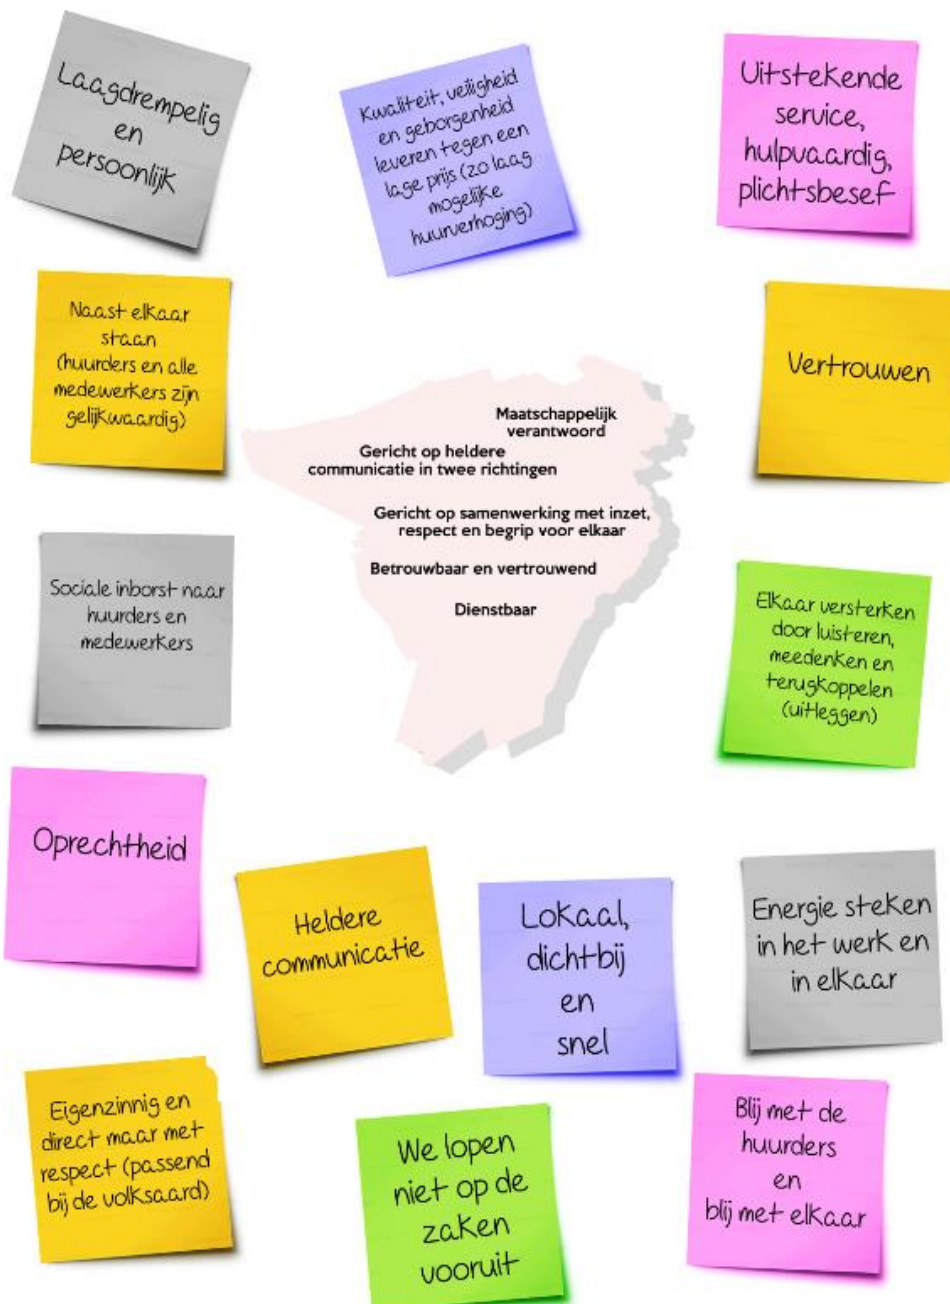 Laagdrempelig
en
persoonlijk
Kwaliteit, veiligheid
en geborgenheid
leveren tegen een
lage prijs (zo laag
mogelijke
huurverhoging)
Uitstekende
service,
hulpvaardig,
plichtsbesef
Naast elkaar
staan
(huurders en alle
medewerkers zijn
gelijkwaardig)
Vertrouwen
Maatschappelijk
verantwoord
Gericht op heldere
communicatie in twee richtingen
Gericht op samenwerking met inzet,
respect en begrip voor elkaar
Betrouwbaar en vertrouwend
Dienstbaar
Sociale inborst naar
huurders en
medewerkers
Elkaar versterken
door luisteren,
meedenken en
terugkoppelen
(uitleggen)
Oprechtheid
Heldere
communicatie
Lokaal,
dichtbij
en
snel
Energie steken
in het werk en
in elkaar
Eigenzinnig en
direct maar met
respect (passend
bij de volksaard)
We lopen
niet op de
zaken
vooruit
Blij met de
huurders
en
blij met elkaar